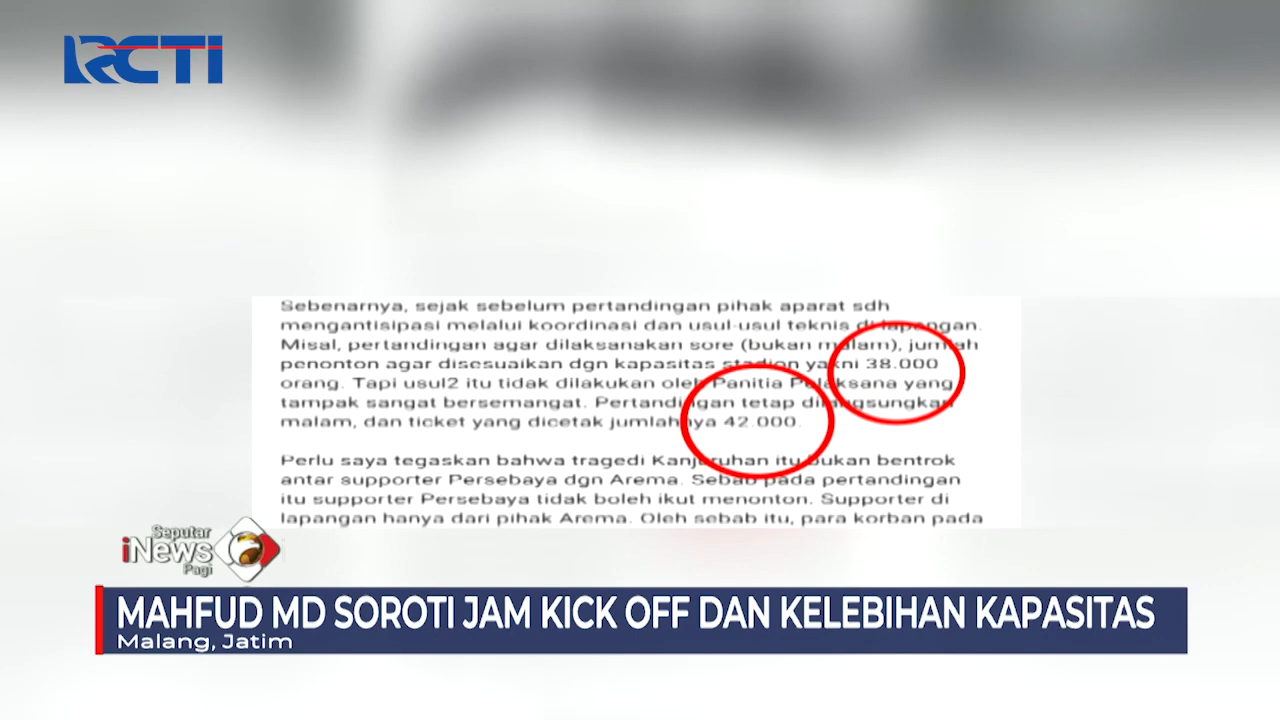 RCTI
Sebenarnya, sejak sebelum pertandingan pihak aparat sdh
mengantisipasi melalui koordinasi dan usul-usul teknis di lapangan.
Misal, pertandingan agar dilaksanakan sore (bukan malam), jumlah
penonton agar disesuaikan dgn kapasitas stadion yakni 38.000
orang. Tapi usul2 itu tidak dilakukan oleh Panitia Pelaksana yang
tampak sangat bersemangat. Pertandingan tetap dilangsungkan
malam, dan ticket yang dicetak jumlahnya 42.000.
Perlu saya tegaskan bahwa tragedi Kanjuruhan itu bukan bentrok
antar supporter Persebaya dgn Arema. Sebab pada pertandingan
itu supporter Persebaya tidak boleh ikut menonton. Supporter di
lapangan hanya dari pihak Arema. Oleh sebab itu, para korban pada
Seputar
iNews
Pagi
MAHFUD MD SOROTI JAM KICK OFF DAN KELEBIHAN KAPASITAS
Malang, Jatim